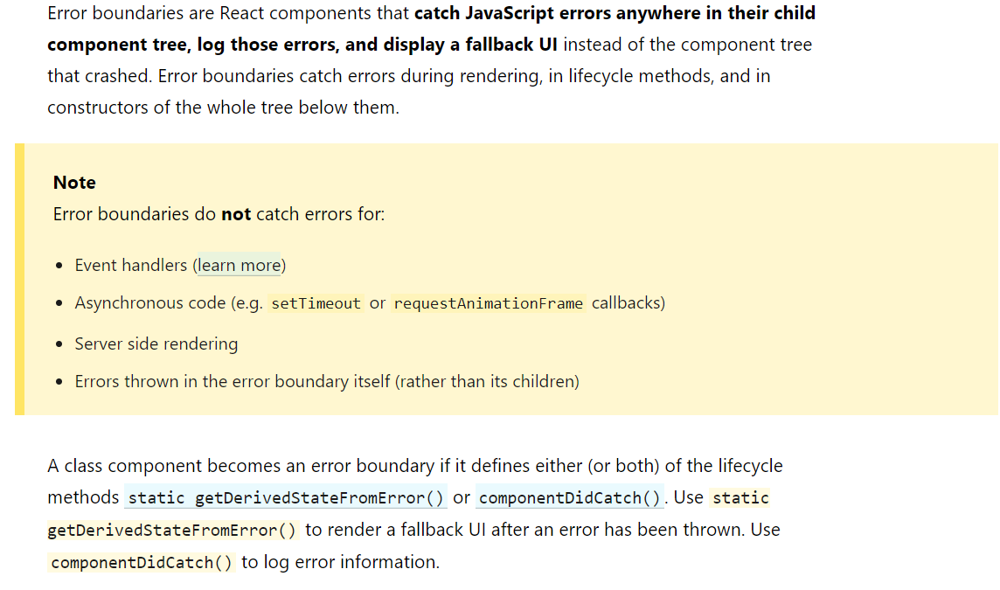 Error boundaries are React components that catch JavaScript errors anywhere in their child
component tree, log those errors, and display a fallback UI instead of the component tree
that crashed. Error boundaries catch errors during rendering, in lifecycle methods, and in
constructors of the whole tree below them.
Note
Error boundaries do not catch errors for:
• Event handlers (learn more)
• Asynchronous code (e.g. setTimeout or requestAnimationFrame callbacks)
• Server side rendering
• Errors thrown in the error boundary itself (rather than its children)
A class component becomes an error boundary if it defines either (or both) of the lifecycle
methods static getDerivedStateFromError() or componentDidCatch(). Use static
getDerivedStateFromError() to render a fallback UI after an error has been thrown. Use
componentDidCatch() to log error information.